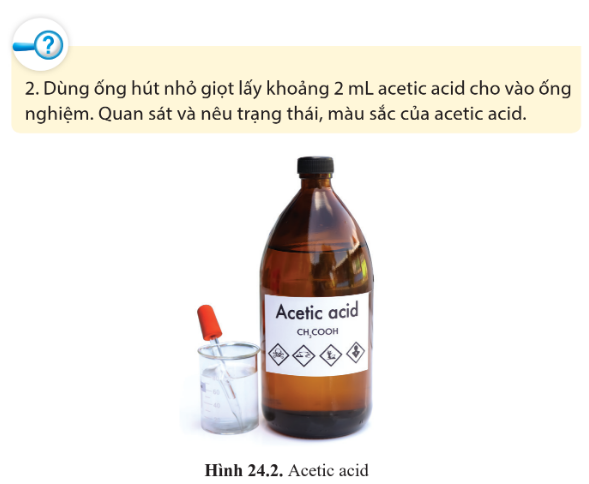 2. Dùng ống hút nhỏ giọt lấy khoảng 2 mL acetic acid cho vào ống
nghiệm. Quan sát và nêu trạng thái, màu sắc của acetic acid.
Acetic acid
CH₃COOH
Hình 24.2. Acetic acid